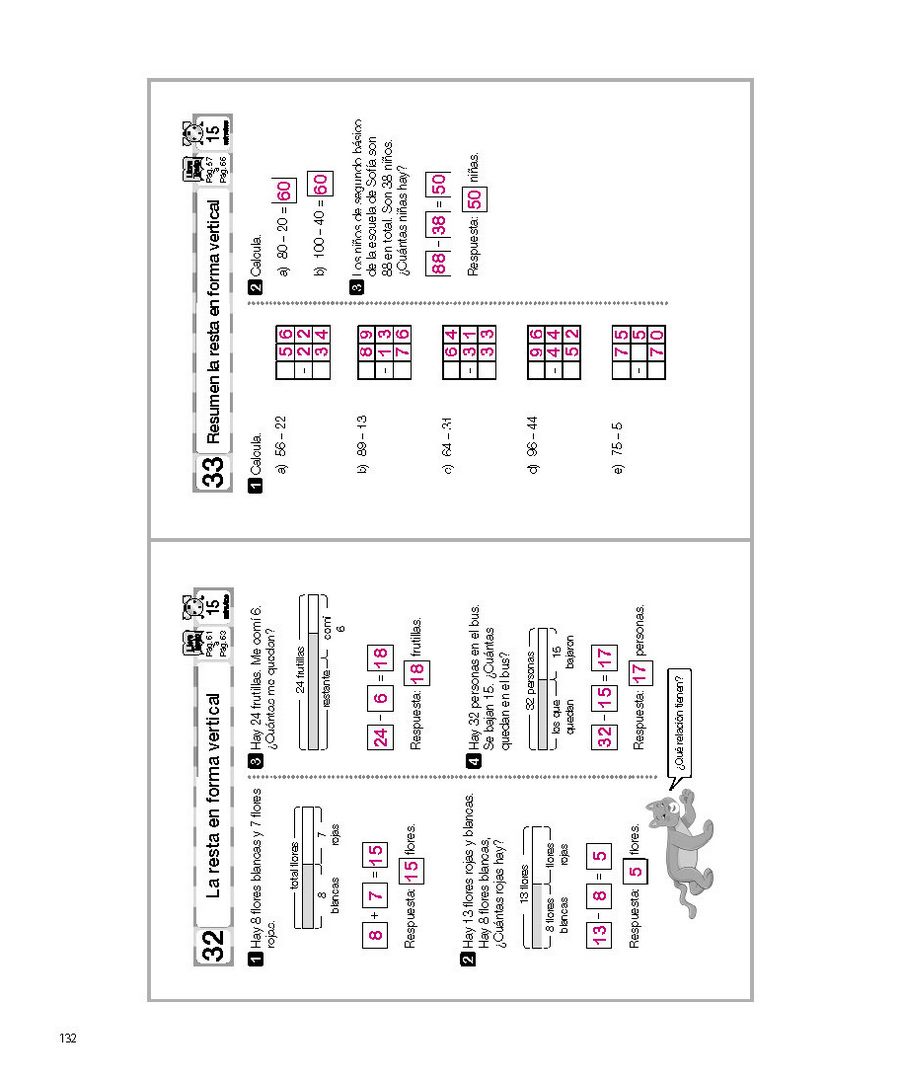 32
La resta en forma vertical
Pág. 61
a
Pág. 63
15
minutos
1 Hay 8 flores blancas y 7 flores
rojas.
total flores
8
blancas
7
rojas
8 + 7 = 15
Respuesta: 15 flores.
2 Hay 13 flores rojas y blancas.
Hay 8 flores blancas,
¿Cuántas rojas hay?
13 flores
8 flores
blancas
flores
rojas
13 – 8 = 5
Respuesta: 5 flores.
3 Hay 24 frutillas. Me comí 6.
¿Cuántas me quedan?
24 frutillas
restante
comí
6
24 – 6 = 18
Respuesta: 18 frutillas.
4 Hay 32 personas en el bus.
Se bajan 15. ¿Cuántas
quedan en el bus?
32 personas
los que
quedan
15
bajaron
32 – 15 = 17
Respuesta: 17 personas.
¿Qué relación tienen?
33
Resumen la resta en forma vertical
Pág. 57
a
Pág. 66
15
minutos
1 Calcula.
a) 56 – 22
5 6
- 2 2
3 4
b) 89 – 13
8 9
- 1 3
7 6
c) 64 – 31
6 4
- 3 1
3 3
d) 96 – 44
9 6
- 4 4
5 2
e) 75 – 5
7 5
- 5
7 0
2 Calcula.
a) 80 – 20 = 60
b) 100 – 40 = 60
3 Los niños de segundo básico
de la escuela de Sofía son
88 en total. Son 38 niños.
¿Cuántas niñas hay?
88 – 38 = 50
Respuesta: 50 niñas.
132